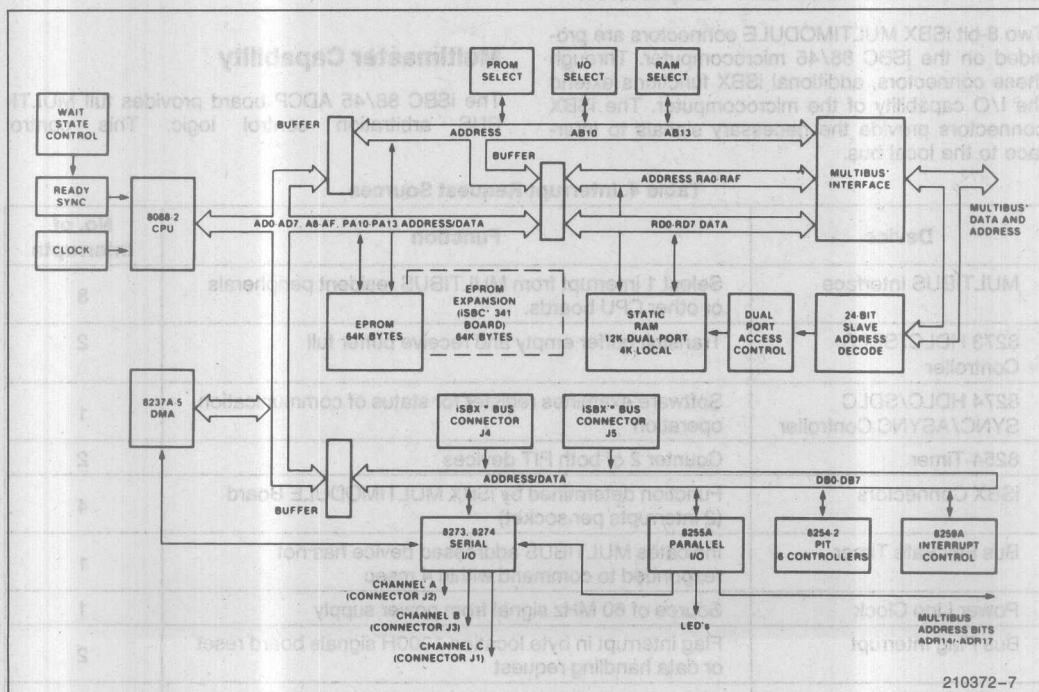 Two 8-bit iSBX MULTIMODULE connectors are pro-
vided on the iSBC 88/45 microcomputer. Through
these connectors, additional iSBX functions extend
the I/O capability of the microcomputer. The iSBX
connectors provide the necessary signals to inter-
face to the local bus.
Multimaster Capability
The iSBC 88/45 ADCP board provides full MULTI-
BUS arbitration control logic. This control
PROM
SELECT
I/O
SELECT
RAM
SELECT
WAIT
STATE
CONTROL
BUFFER
ADDRESS
AB10
AB13
BUFFER
READY
SYNC
ADDRESS RA0-RAF
MULTIBUS*
INTERFACE
8088-2
CPU
AD0-AD7, A8-AF, PA10-PA13 ADDRESS/DATA
RD0-RD7 DATA
MULTIBUS*
DATA AND
ADDRESS
CLOCK
EPROM
64K BYTES
EPROM
EXPANSION
(iSBC* 341
BOARD)
64K BYTES
STATIC
RAM
12K DUAL-PORT
4K LOCAL
DUAL
PORT
ACCESS
CONTROL
24-BIT
SLAVE
ADDRESS
DECODE
8237A-5
DMA
iSBX™ BUS
CONNECTOR
J4
iSBX™ BUS
CONNECTOR
J5
ADDRESS/DATA
DB0-DB7
BUFFER
8273, 8274
SERIAL
I/O
8255A
PARALLEL
I/O
8254-2
PIT
6 CONTROLLERS
8259A
INTERRUPT
CONTROL
CHANNEL A
(CONNECTOR J2)
CHANNEL B
(CONNECTOR J3)
CHANNEL C
(CONNECTOR J1)
LED's
MULTIBUS
ADDRESS BITS
ADR14/-ADR17
210372-7
Table 4. Interrupt Request Sources
Device
Function
No. of
MULTIBUS Interface
Select 1 interrupt from MULTIBUS resident peripherals
or other CPU boards.
8
8273 HDLC/SDLC
Controller
Transmit buffer empty and receive buffer full
2
8274 HDLC/SDLC
SYNC/ASYNC Controller
Software examines register for status of communication
operation
1
8254 Timer
Counter 2 of both PIT devices
2
iSBX Connectors
Function determined by iSBX MULTIMODULE Board
(2 interrupts per socket)
4
Indicates MULTIBUS addressed device has not
responded to command within 4 msec
1
Power Line Clock
Source of 60 MHz signal from power supply
1
Bus Flag Interrupt
Flag interrupt in byte location signals board reset
or data handling request
2